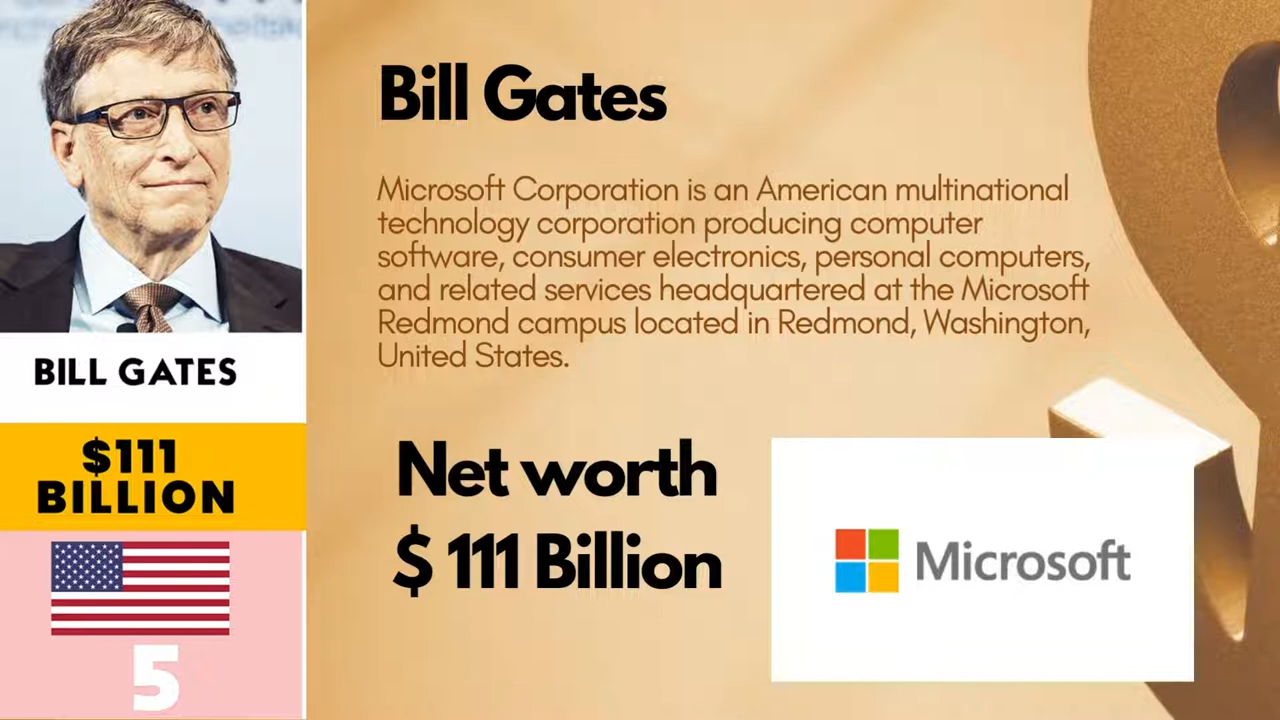 BILL GATES
$111
BILLION
5
Bill Gates
Microsoft Corporation is an American multinational
technology corporation producing computer
software, consumer electronics, personal computers,
and related services headquartered at the Microsoft
Redmond campus located in Redmond, Washington,
United States.
Net worth
$ 111 Billion
Microsoft